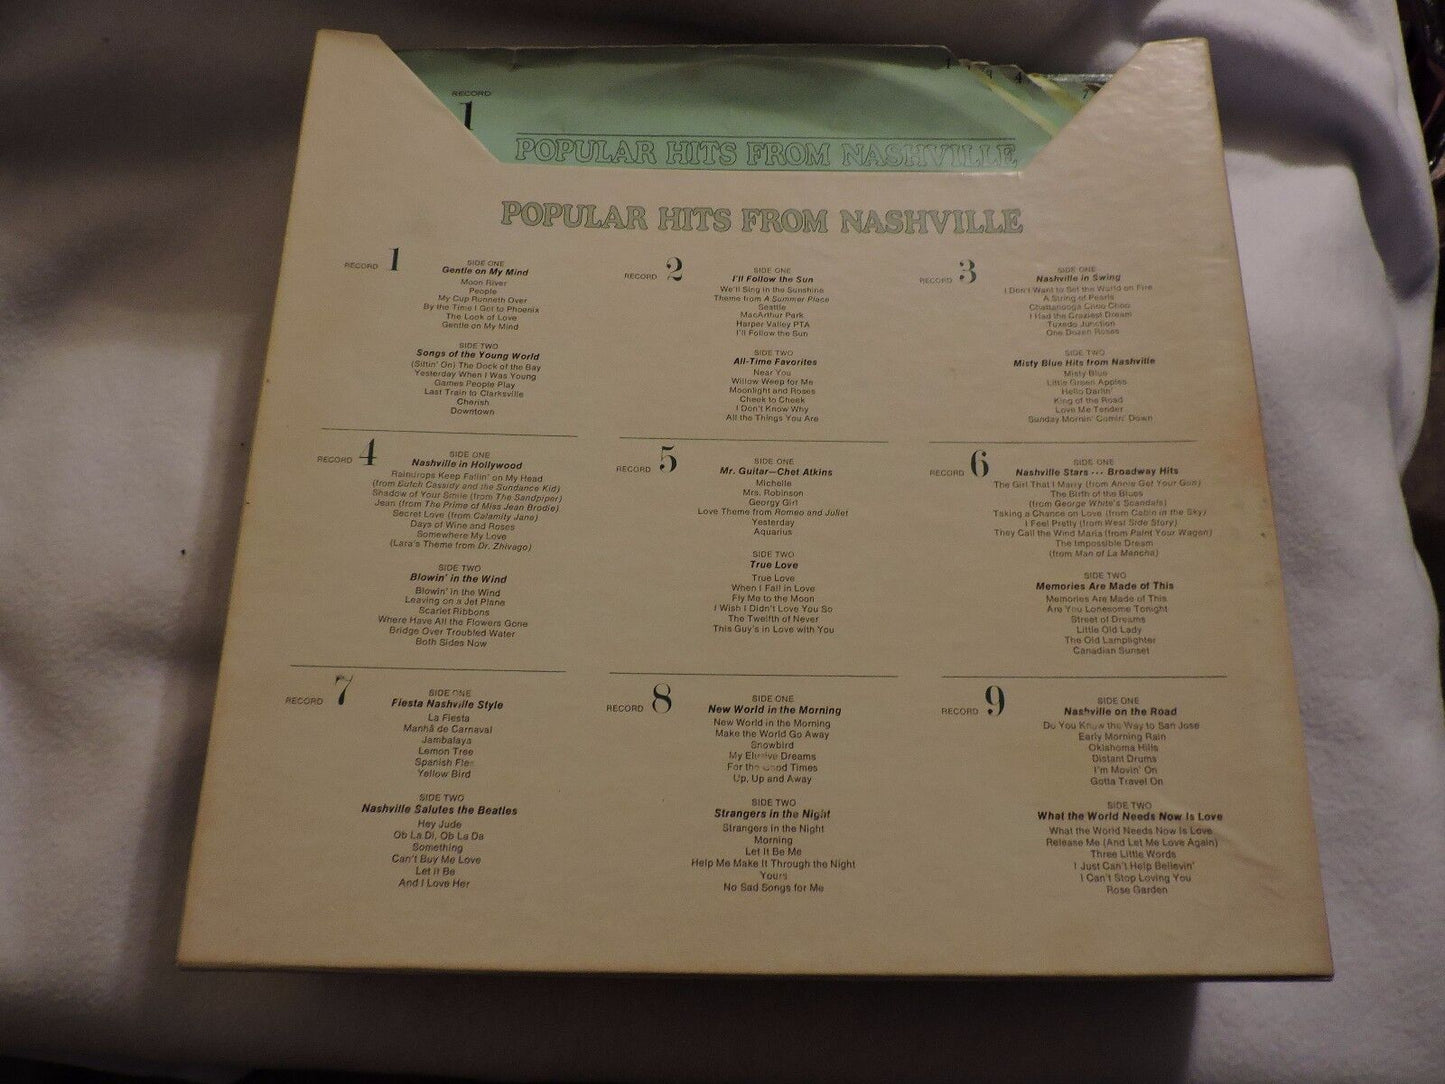 RECORD
1
POPULAR HITS FROM NASHVILLE
POPULAR HITS FROM NASHVILLE
RECORD 1
SIDE ONE
Gentle on My Mind
Moon River
People
My Cup Runneth Over
By the Time I Get to Phoenix
The Look of Love
Gentle on My Mind
SIDE TWO
Songs of the Young World
(Sittin' On) The Dock of the Bay
Yesterday When I Was Young
Games People Play
Last Train to Clarksville
Cherish
Downtown
RECORD 2
SIDE ONE
I'll Follow the Sun
We'll Sing in the Sunshine
Theme from A Summer Place
Seattle
MacArthur Park
Harper Valley PTA
I'll Follow the Sun
SIDE TWO
All-Time Favorites
Near You
Willow Weep for Me
Moonlight and Roses
Cheek to Cheek
I Don't Know Why
All the Things You Are
RECORD 3
SIDE ONE
Nashville in Swing
I Don't Want to Set the World on Fire
A String of Pearls
Chattanooga Choo Choo
I Had the Craziest Dream
Tuxedo Junction
One Dozen Roses
SIDE TWO
Misty Blue Hits from Nashville
Misty Blue
Little Green Apples
Hello Darlin'
King of the Road
Love Me Tender
Sunday Mornin' Comin' Down
RECORD 4
SIDE ONE
Nashville in Hollywood
Raindrops Keep Fallin' on My Head
(from Butch Cassidy and the Sundance Kid)
Shadow of Your Smile (from The Sandpiper)
Jean (from The Prime of Miss Jean Brodie)
Secret Love (from Calamity Jane)
Days of Wine and Roses
Somewhere My Love
(Lara's Theme from Dr. Zhivago)
SIDE TWO
Blowin' in the Wind
Blowin' in the Wind
Leaving on a Jet Plane
Scarlet Ribbons
Where Have All the Flowers Gone
Bridge Over Troubled Water
Both Sides Now
RECORD 5
SIDE ONE
Mr. Guitar—Chet Atkins
Michelle
Mrs. Robinson
Georgy Girl
Love Theme from Romeo and Juliet
Yesterday
Aquarius
SIDE TWO
True Love
True Love
When I Fall in Love
Fly Me to the Moon
I Wish I Didn't Love You So
The Twelfth of Never
This Guy's in Love with You
RECORD 6
SIDE ONE
Nashville Stars ... Broadway Hits
The Girl That I Marry (from Annie Get Your Gun)
The Birth of the Blues
(from George White's Scandals)
Taking a Chance on Love (from Cabin in the Sky)
I Feel Pretty (from West Side Story)
They Call the Wind Maria (from Paint Your Wagon)
The Impossible Dream
(from Man of La Mancha)
SIDE TWO
Memories Are Made of This
Memories Are Made of This
Are You Lonesome Tonight
Street of Dreams
Little Old Lady
The Old Lamplighter
Canadian Sunset
RECORD 7
SIDE ONE
Fiesta Nashville Style
La Fiesta
Manhã de Carnaval
Jambalaya
Lemon Tree
Spanish Flea
Yellow Bird
SIDE TWO
Nashville Salutes the Beatles
Hey Jude
Ob La Di, Ob La Da
Something
Can't Buy Me Love
Let It Be
And I Love Her
RECORD 8
SIDE ONE
New World in the Morning
New World in the Morning
Make the World Go Away
Snowbird
My Elusive Dreams
For the Good Times
Up, Up and Away
SIDE TWO
Strangers in the Night
Strangers in the Night
Morning
Let It Be Me
Help Me Make It Through the Night
Yours
No Sad Songs for Me
RECORD 9
SIDE ONE
Nashville on the Road
Do You Know the Way to San Jose
Early Morning Rain
Oklahoma Hills
Distant Drums
I'm Movin' On
Gotta Travel On
SIDE TWO
What the World Needs Now Is Love
What the World Needs Now Is Love
Release Me (And Let Me Love Again)
Three Little Words
I Just Can't Help Believin'
I Can't Stop Loving You
Rose Garden